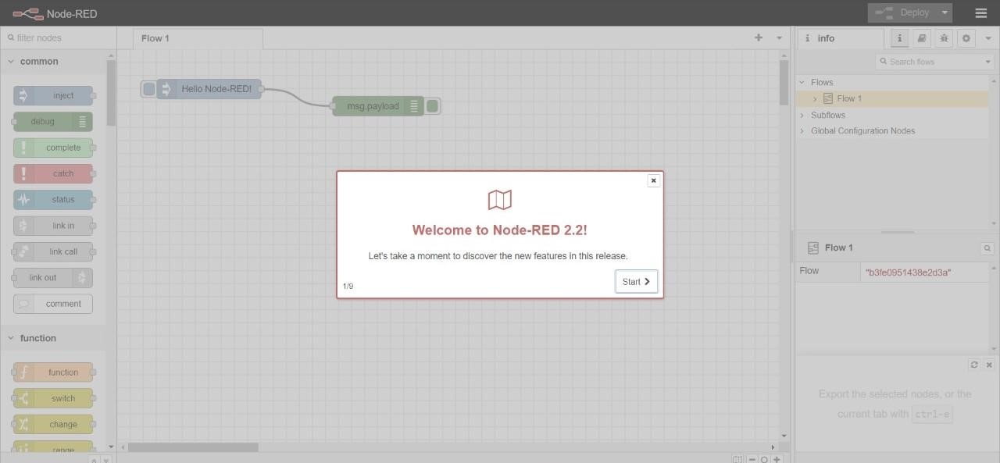 Node-RED
Deploy
filter nodes
Flow 1
info
common
Search flows
Flows
Flow 1
Subflows
Global Configuration Nodes
inject
debug
complete
catch
status
link in
link call
link out
comment
function
function
switch
change
range
Hello Node-RED!
msg.payload
Welcome to Node-RED 2.2!
Let's take a moment to discover the new features in this release.
1/9
Start
Flow 1
Flow "b3fe0951438e2d3a"
Export the selected nodes, or the
current tab with ctrl-e